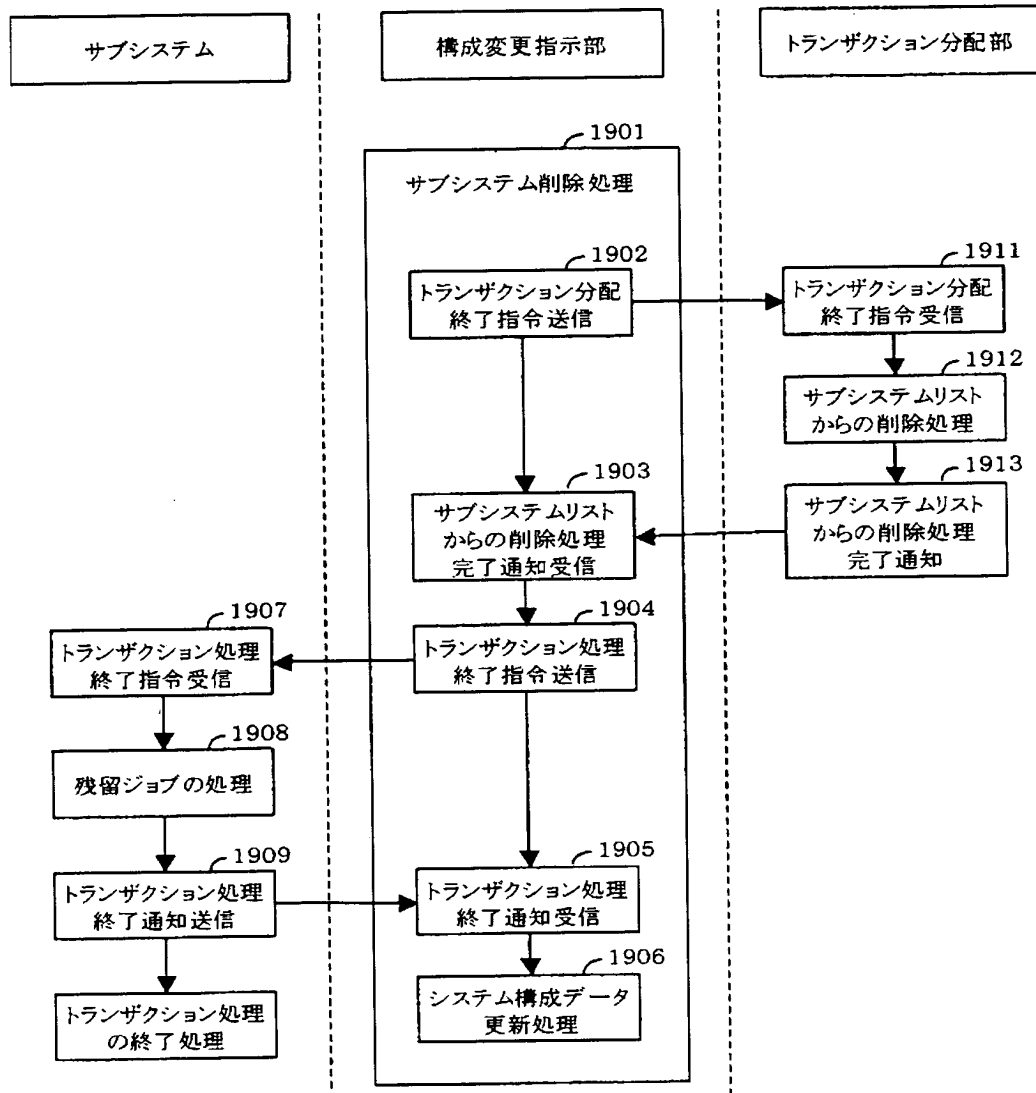 サブシステム
構成変更指示部
トランザクション分配部
1901
サブシステム削除処理
1902
トランザクション分配
終了指令送信
1911
トランザクション分配
終了指令受信
1912
サブシステムリスト
からの削除処理
1903
サブシステムリスト
からの削除処理
完了通知受信
1913
サブシステムリスト
からの削除処理
完了通知
1907
トランザクション処理
終了指令受信
1904
トランザクション処理
終了指令送信
1908
残留ジョブの処理
1909
トランザクション処理
終了通知送信
1905
トランザクション処理
終了通知受信
トランザクション処理
の終了処理
1906
システム構成データ
更新処理